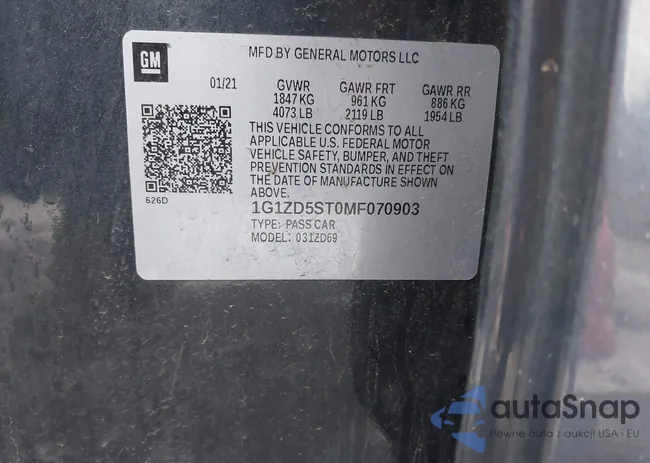 GM
MFD BY GENERAL MOTORS LLC
01/21 GVWR GAWR FRT GAWR RR
1847 KG 961 KG 886 KG
4073 LB 2119 LB 1954 LB
THIS VEHICLE CONFORMS TO ALL
APPLICABLE U.S. FEDERAL MOTOR
VEHICLE SAFETY, BUMPER, AND THEFT
PREVENTION STANDARDS IN EFFECT ON
THE DATE OF MANUFACTURE SHOWN
ABOVE.
626D
1G1ZD5ST0MF070903
TYPE: PASS CAR
MODEL: 031ZD69
autaSnap
Pewne auta z aukcji USA i EU